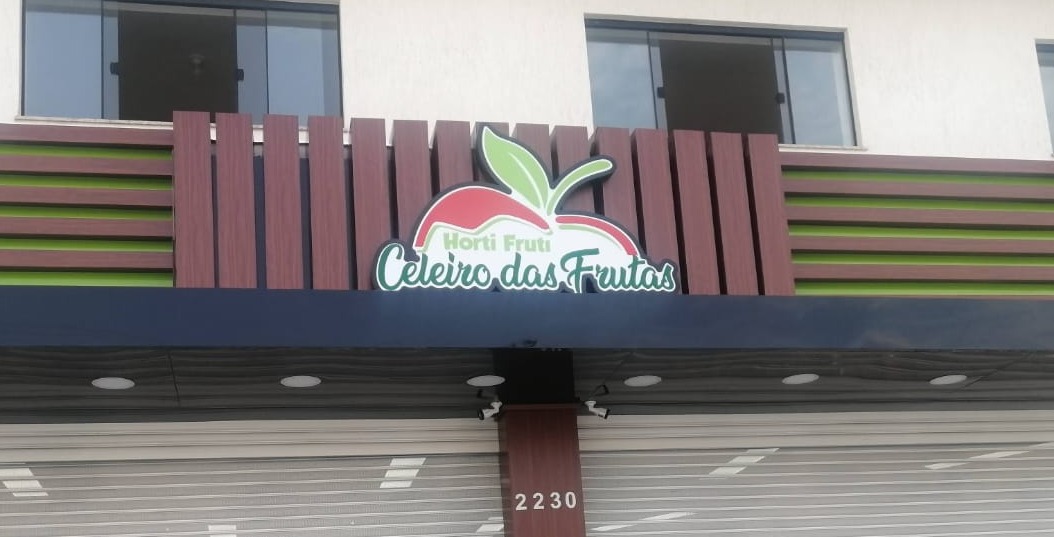 Horti Fruti
Celeiro das Frutas
2230